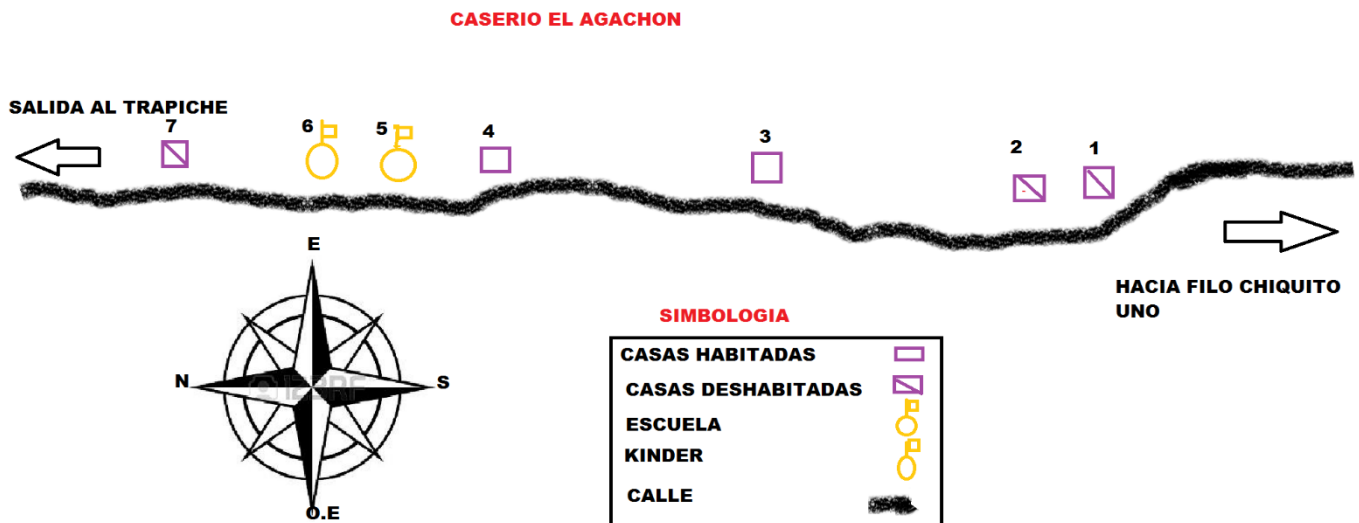 CASERIO EL AGACHON
SALIDA AL TRAPICHE
7
6
5
4
3
2
1
E
N
S
O.E
123RF
HACIA FILO CHIQUITO
UNO
SIMBOLOGIA
CASAS HABITADAS
CASAS DESHABITADAS
ESCUELA
KINDER
CALLE